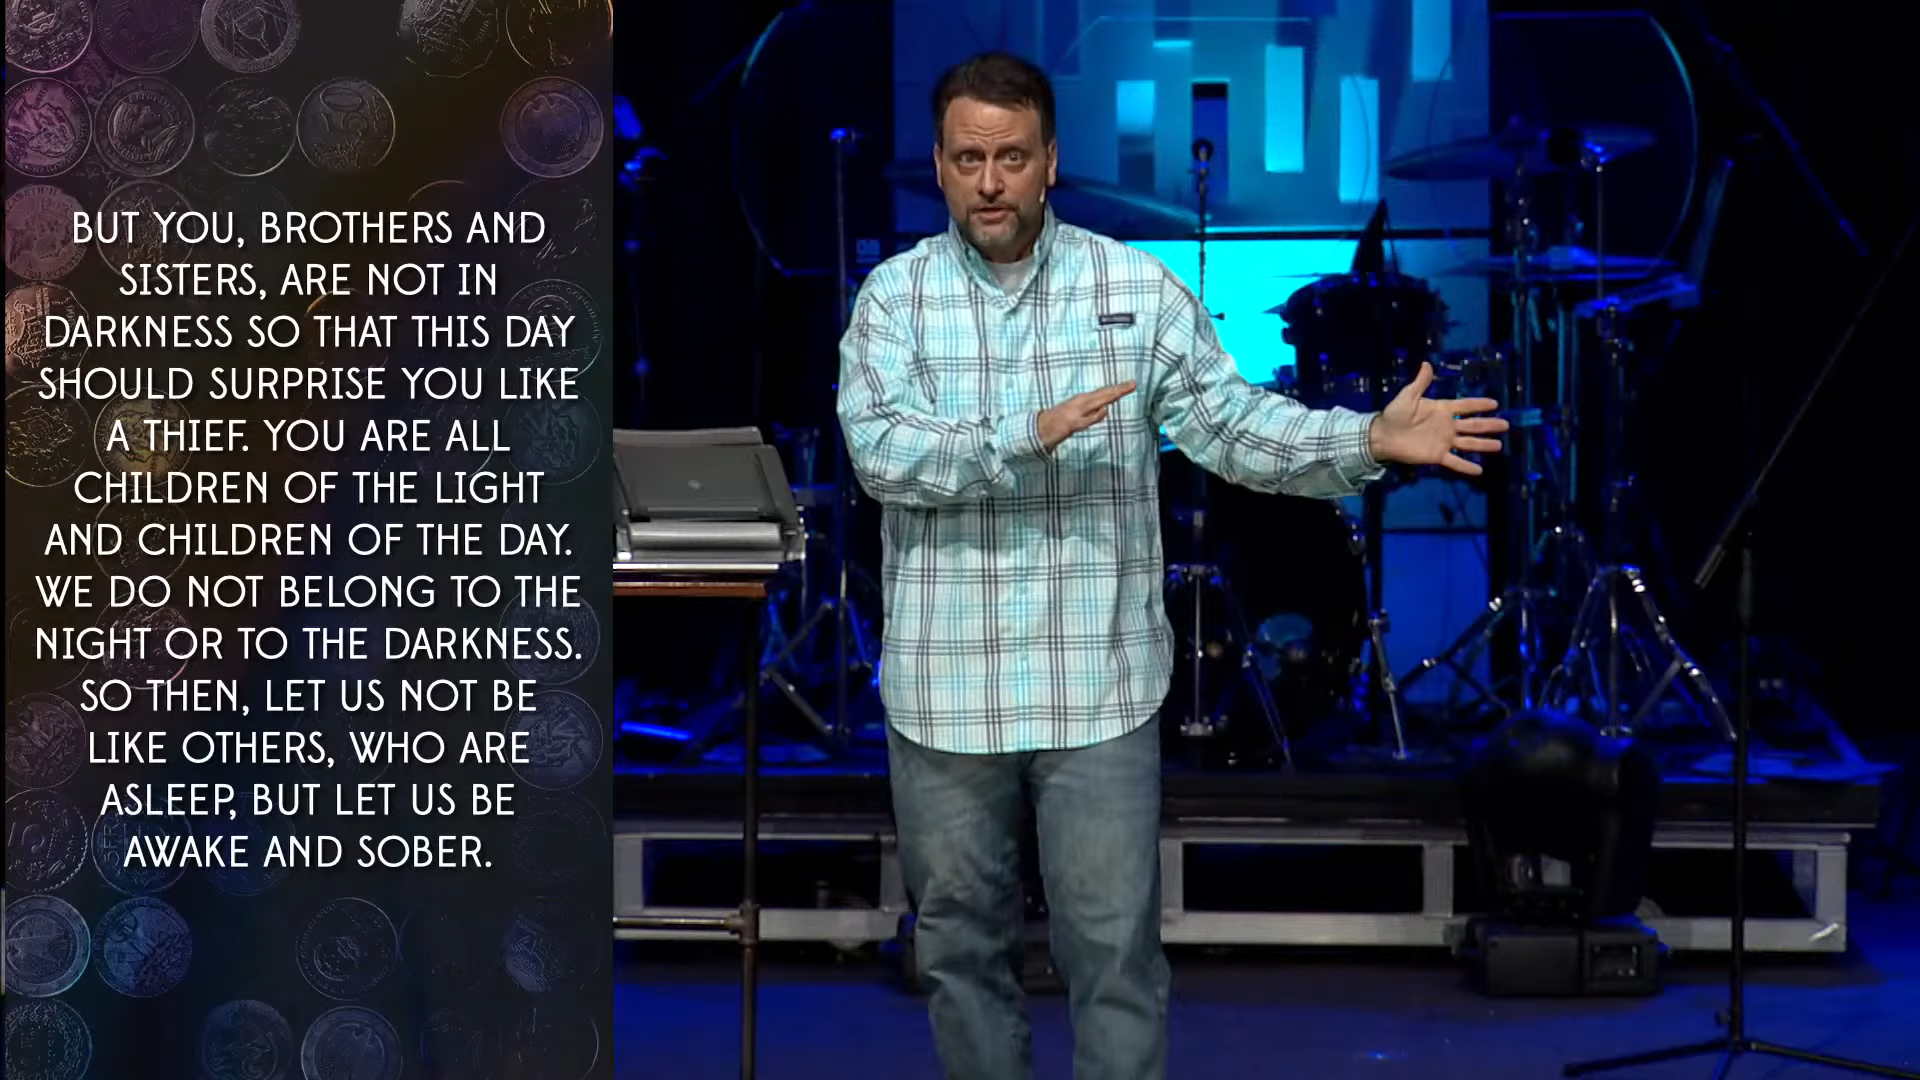 BUT YOU, BROTHERS AND
SISTERS, ARE NOT IN
DARKNESS SO THAT THIS DAY
SHOULD SURPRISE YOU LIKE
A THIEF. YOU ARE ALL
CHILDREN OF THE LIGHT
AND CHILDREN OF THE DAY.
WE DO NOT BELONG TO THE
NIGHT OR TO THE DARKNESS.
SO THEN, LET US NOT BE
LIKE OTHERS, WHO ARE
ASLEEP, BUT LET US BE
AWAKE AND SOBER.